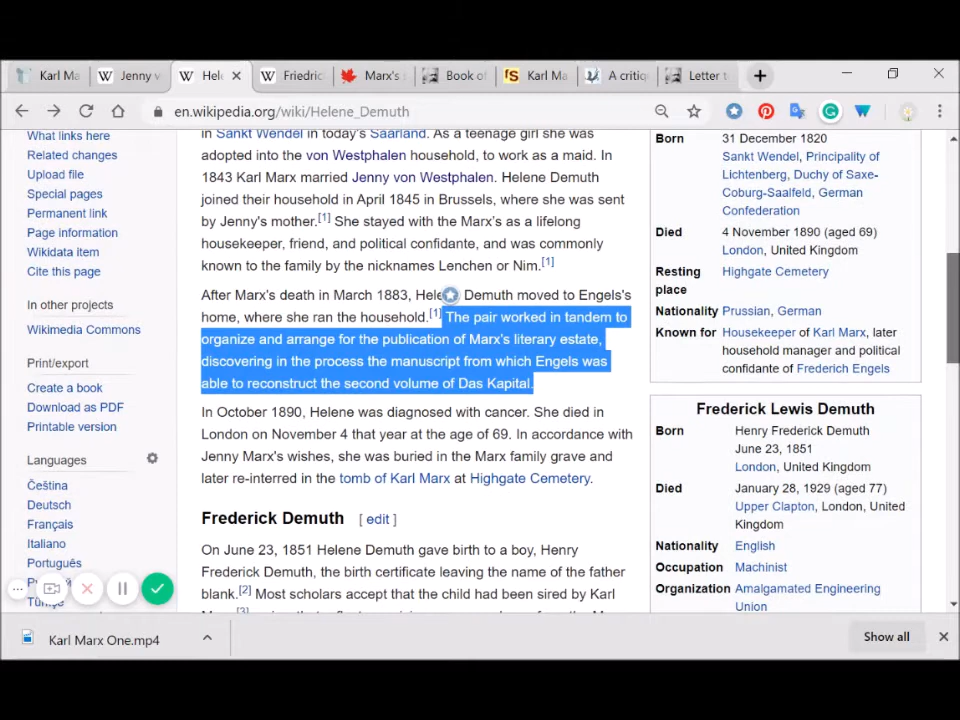 Karl Ma
Jenny v
Hele
Friedric
Marx's
Book of
Karl Ma
A critiq
Letter t
en.wikipedia.org/wiki/Helene_Demuth
What links here
Related changes
Upload file
Special pages
Permanent link
Page information
Wikidata item
Cite this page
In other projects
Wikimedia Commons
Print/export
Create a book
Download as PDF
Printable version
Languages
Čeština
Deutsch
Français
Italiano
Português
Türkçe
in Sankt Wendel in today's Saarland. As a teenage girl she was
adopted into the von Westphalen household, to work as a maid. In
1843 Karl Marx married Jenny von Westphalen. Helene Demuth
joined their household in April 1845 in Brussels, where she was sent
by Jenny's mother.[1] She stayed with the Marx's as a lifelong
housekeeper, friend, and political confidante, and was commonly
known to the family by the nicknames Lenchen or Nim.[1]
After Marx's death in March 1883, Hele Demuth moved to Engels's
home, where she ran the household.[1] The pair worked in tandem to
organize and arrange for the publication of Marx's literary estate,
discovering in the process the manuscript from which Engels was
able to reconstruct the second volume of Das Kapital.
In October 1890, Helene was diagnosed with cancer. She died in
London on November 4 that year at the age of 69. In accordance with
Jenny Marx's wishes, she was buried in the Marx family grave and
later re-interred in the tomb of Karl Marx at Highgate Cemetery.
Frederick Demuth [ edit ]
On June 23, 1851 Helene Demuth gave birth to a boy, Henry
Frederick Demuth, the birth certificate leaving the name of the father
blank.[2] Most scholars accept that the child had been sired by Karl
[3]
Born 31 December 1820
Sankt Wendel, Principality of
Lichtenberg, Duchy of Saxe-
Coburg-Saalfeld, German
Confederation
Died 4 November 1890 (aged 69)
London, United Kingdom
Resting place Highgate Cemetery
Nationality Prussian, German
Known for Housekeeper of Karl Marx, later
household manager and political
confidante of Frederich Engels
Frederick Lewis Demuth
Born Henry Frederick Demuth
June 23, 1851
London, United Kingdom
Died January 28, 1929 (aged 77)
Upper Clapton, London, United
Kingdom
Nationality English
Occupation Machinist
Organization Amalgamated Engineering
Union
Karl Marx One.mp4
Show all